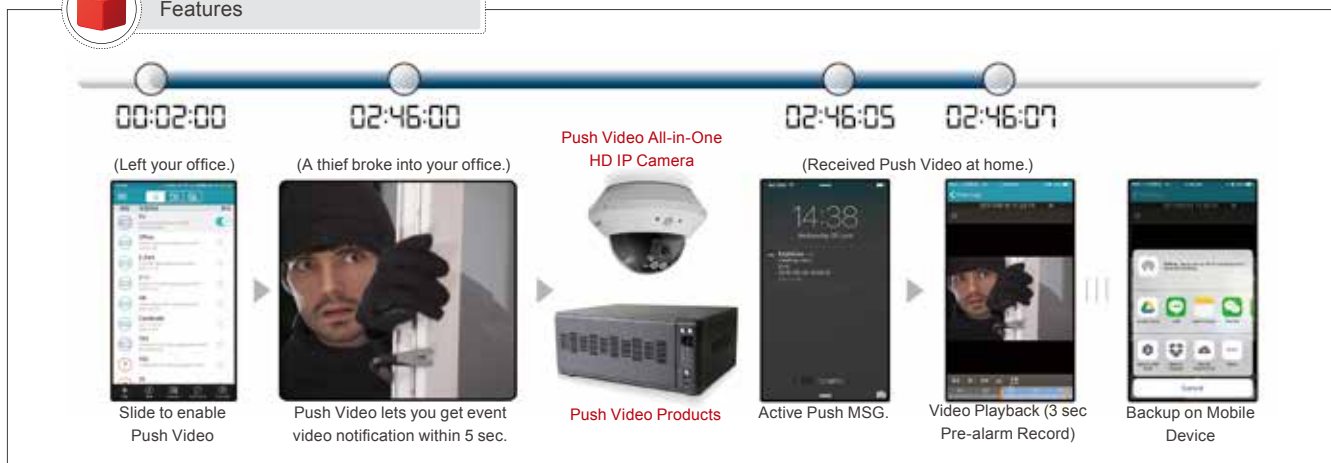 Features
00:02:00
02:46:00
02:46:05
02:46:07
Push Video All-in-One
HD IP Camera
(Left your office.)
(A thief broke into your office.)
(Received Push Video at home.)
14:38
Office
Cancel
Slide to enable
Push Video
Push Video lets you get event
video notification within 5 sec.
Push Video Products
Active Push MSG.
Video Playback (3 sec
Pre-alarm Record)
Backup on Mobile
Device